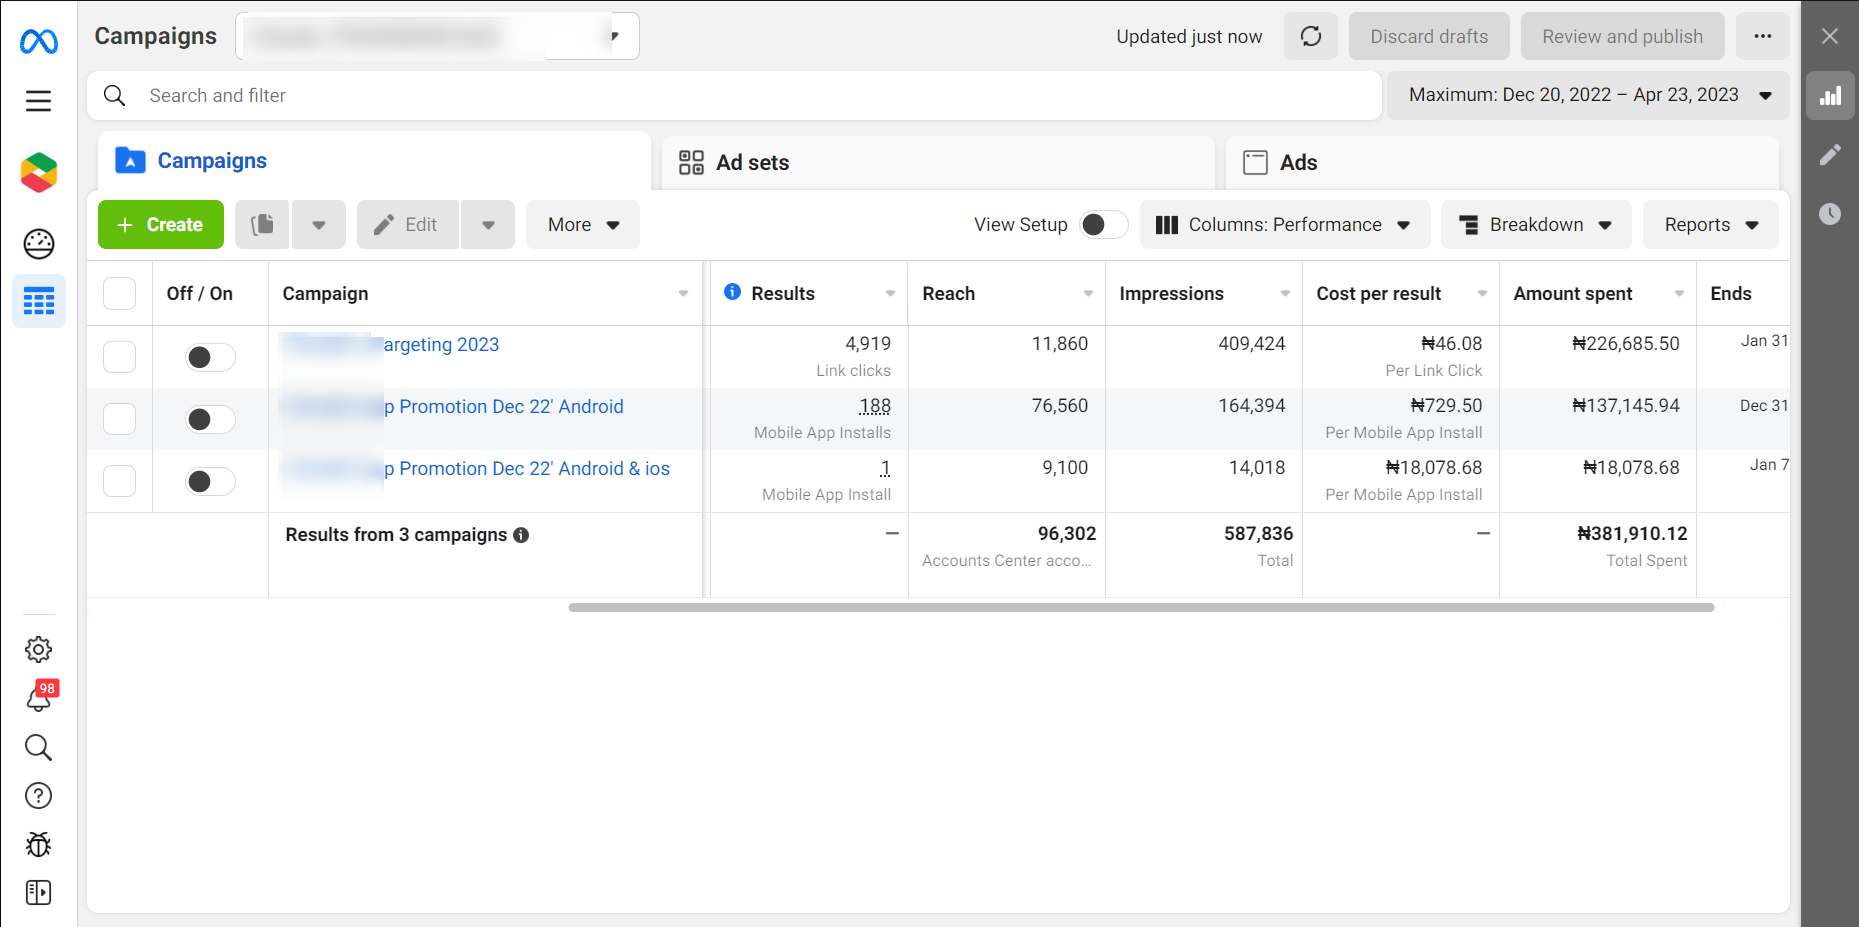 Campaigns
Updated just now
Discard drafts
Review and publish
Search and filter
Maximum: Dec 20, 2022 – Apr 23, 2023
Campaigns
Ad sets
Ads
+ Create
Edit
More
View Setup
Columns: Performance
Breakdown
Reports
Off / On
Campaign
Results
Reach
Impressions
Cost per result
Amount spent
Ends
argeting 2023
4,919
11,860
409,424
₦46.08
₦226,685.50
Jan 31
Link clicks
Per Link Click
p Promotion Dec 22' Android
188
76,560
164,394
₦729.50
₦137,145.94
Dec 31
Mobile App Installs
Per Mobile App Install
p Promotion Dec 22' Android & ios
1
9,100
14,018
₦18,078.68
₦18,078.68
Jan 7
Mobile App Install
Per Mobile App Install
Results from 3 campaigns
—
96,302
587,836
—
₦381,910.12
Accounts Center acco...
Total
Total Spent
98